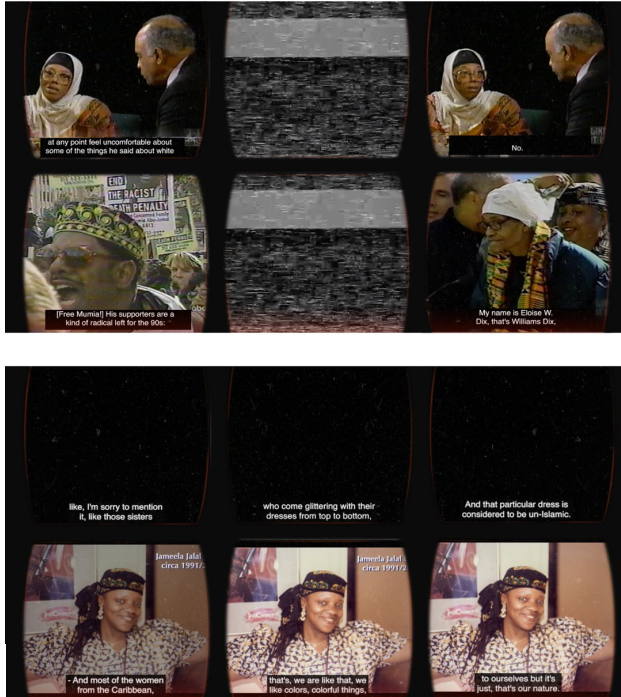 at any point feel uncomfortable about
some of the things he said about white
No.
END
THE RACIST
DEATH PENALTY
[Free Mumia!] His supporters are a
kind of radical left for the 90s:
My name is Eloise W.
Dix, that's Williams Dix,
like, I'm sorry to mention
it, like those sisters
who come glittering with their
dresses from top to bottom,
And that particular dress is
considered to be un-Islamic.
Jameela Jalal
circa 1991/2
- And most of the women
from the Caribbean,
Jameela Jalal
circa 1991/2
that's, we are like that, we
like colors, colorful things,
to ourselves but it's
just, that's our nature.